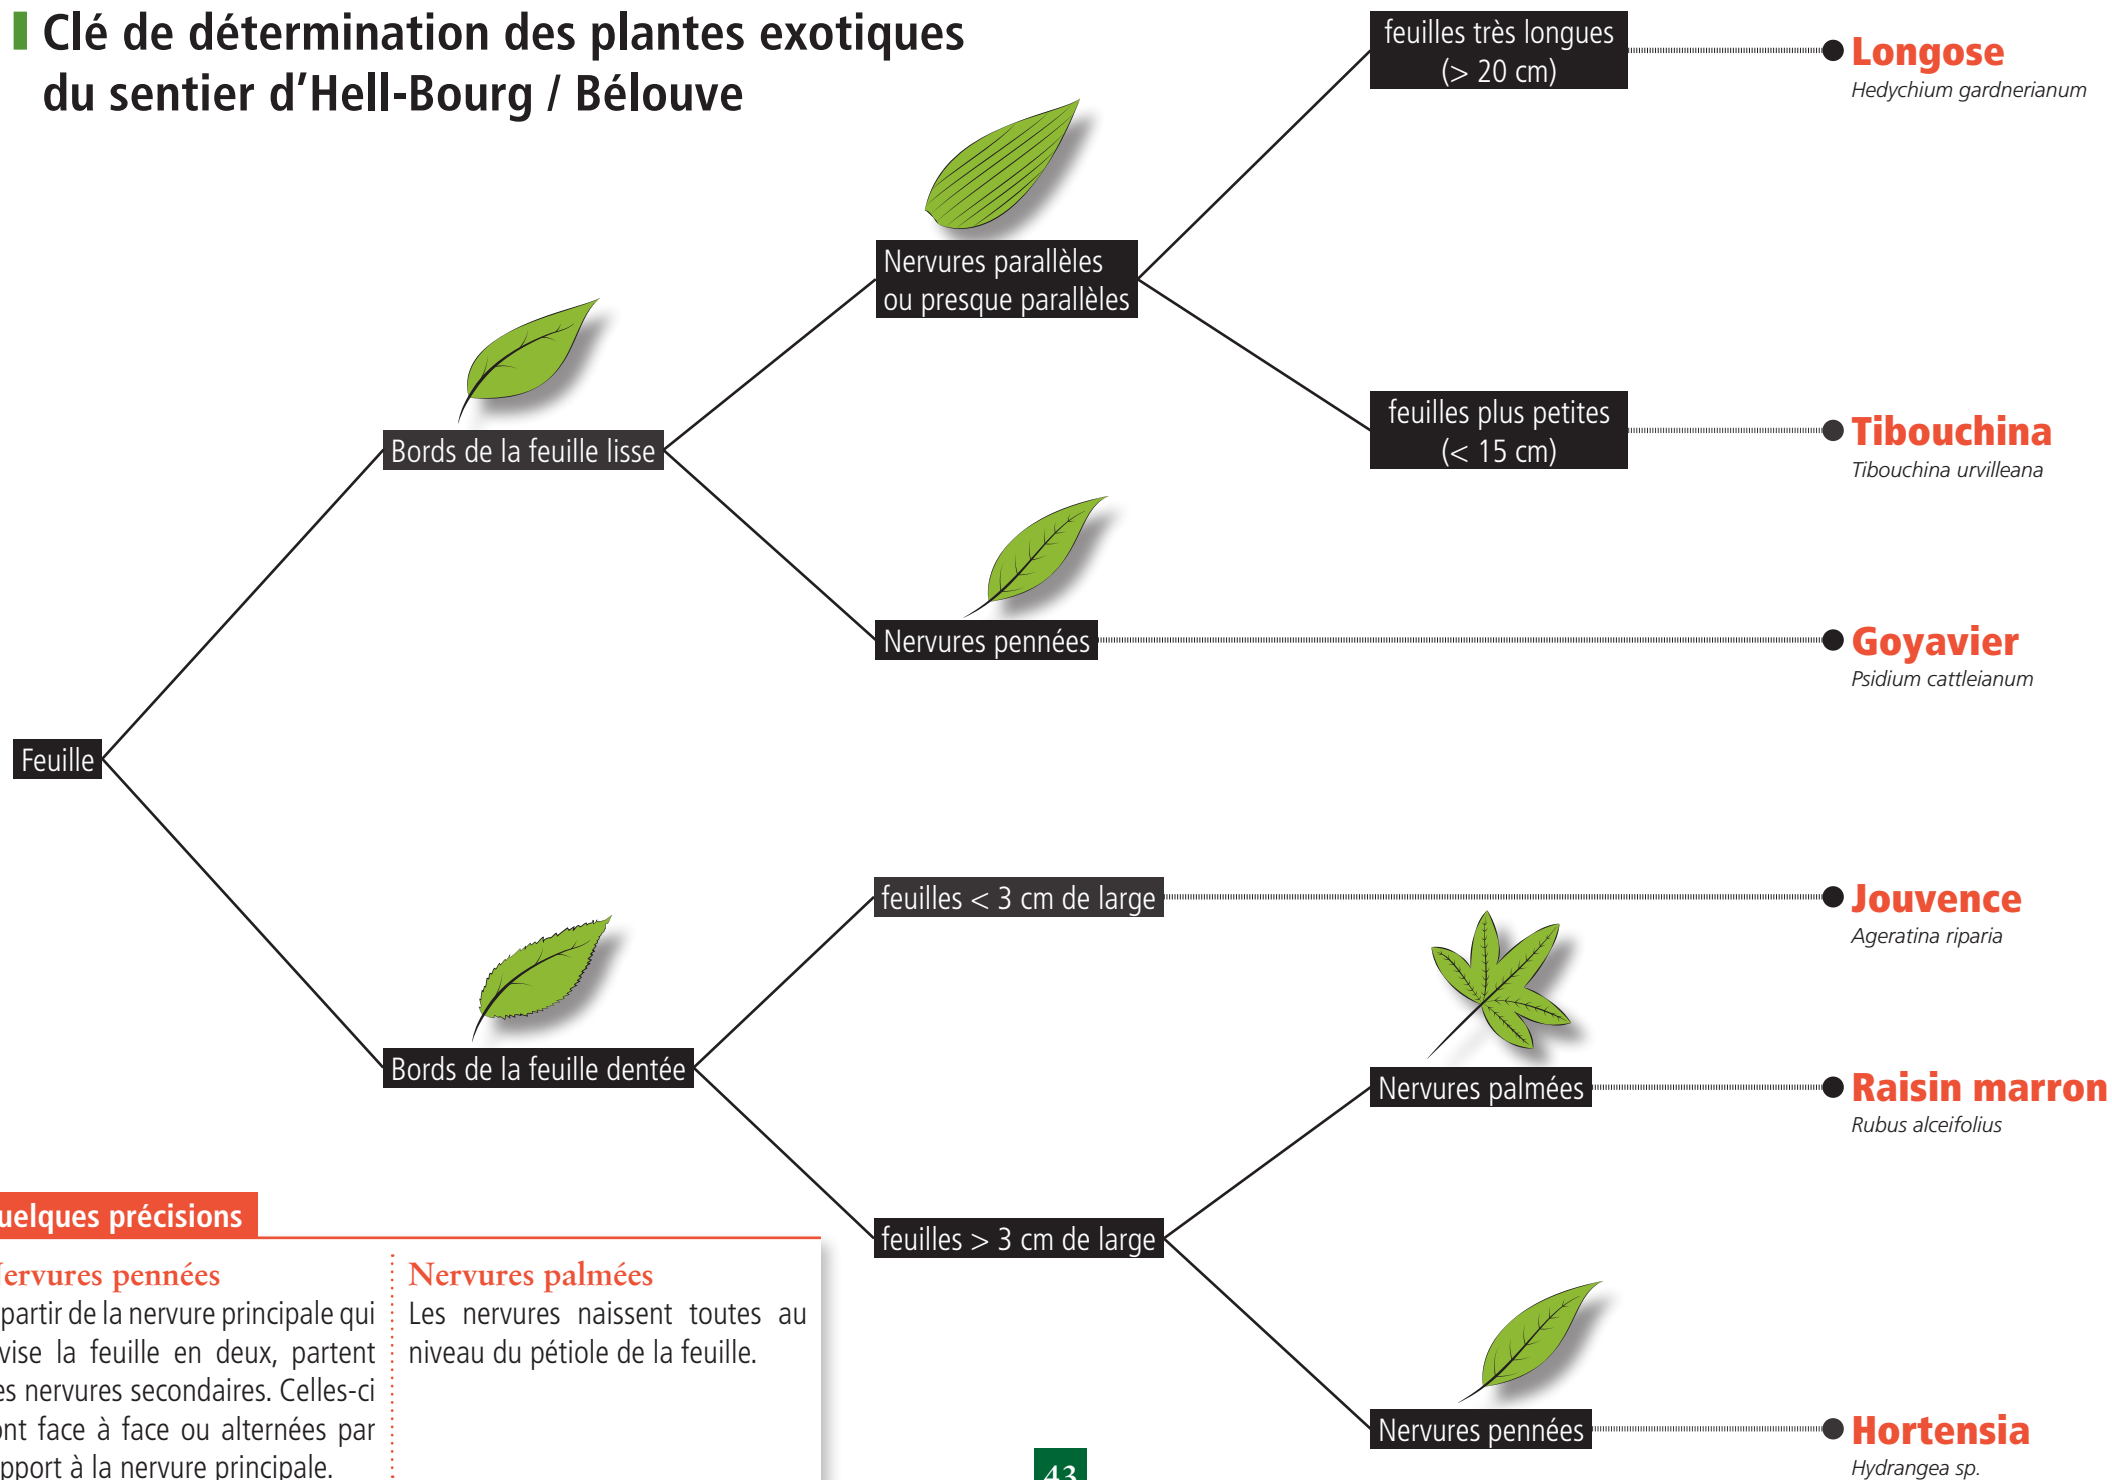 Clé de détermination des plantes exotiques
du sentier d’Hell-Bourg / Bélouve
feuilles très longues
(> 20 cm)
Longose
Hedychium gardnerianum
Nervures parallèles
ou presque parallèles
feuilles plus petites
(< 15 cm)
Tibouchina
Tibouchina urvilleana
Bords de la feuille lisse
Nervures pennées
Goyavier
Psidium cattleianum
Feuille
feuilles < 3 cm de large
Jouvence
Ageratina riparia
Bords de la feuille dentée
Nervures palmées
Raisin marron
Rubus alceifolius
feuilles > 3 cm de large
Nervures pennées
Hortensia
Hydrangea sp.
uelques précisions
Nervures pennées
partir de la nervure principale qui
vise la feuille en deux, partent
es nervures secondaires. Celles-ci
ont face à face ou alternées par
pport à la nervure principale.
Nervures palmées
Les nervures naissent toutes au
niveau du pétiole de la feuille.
43